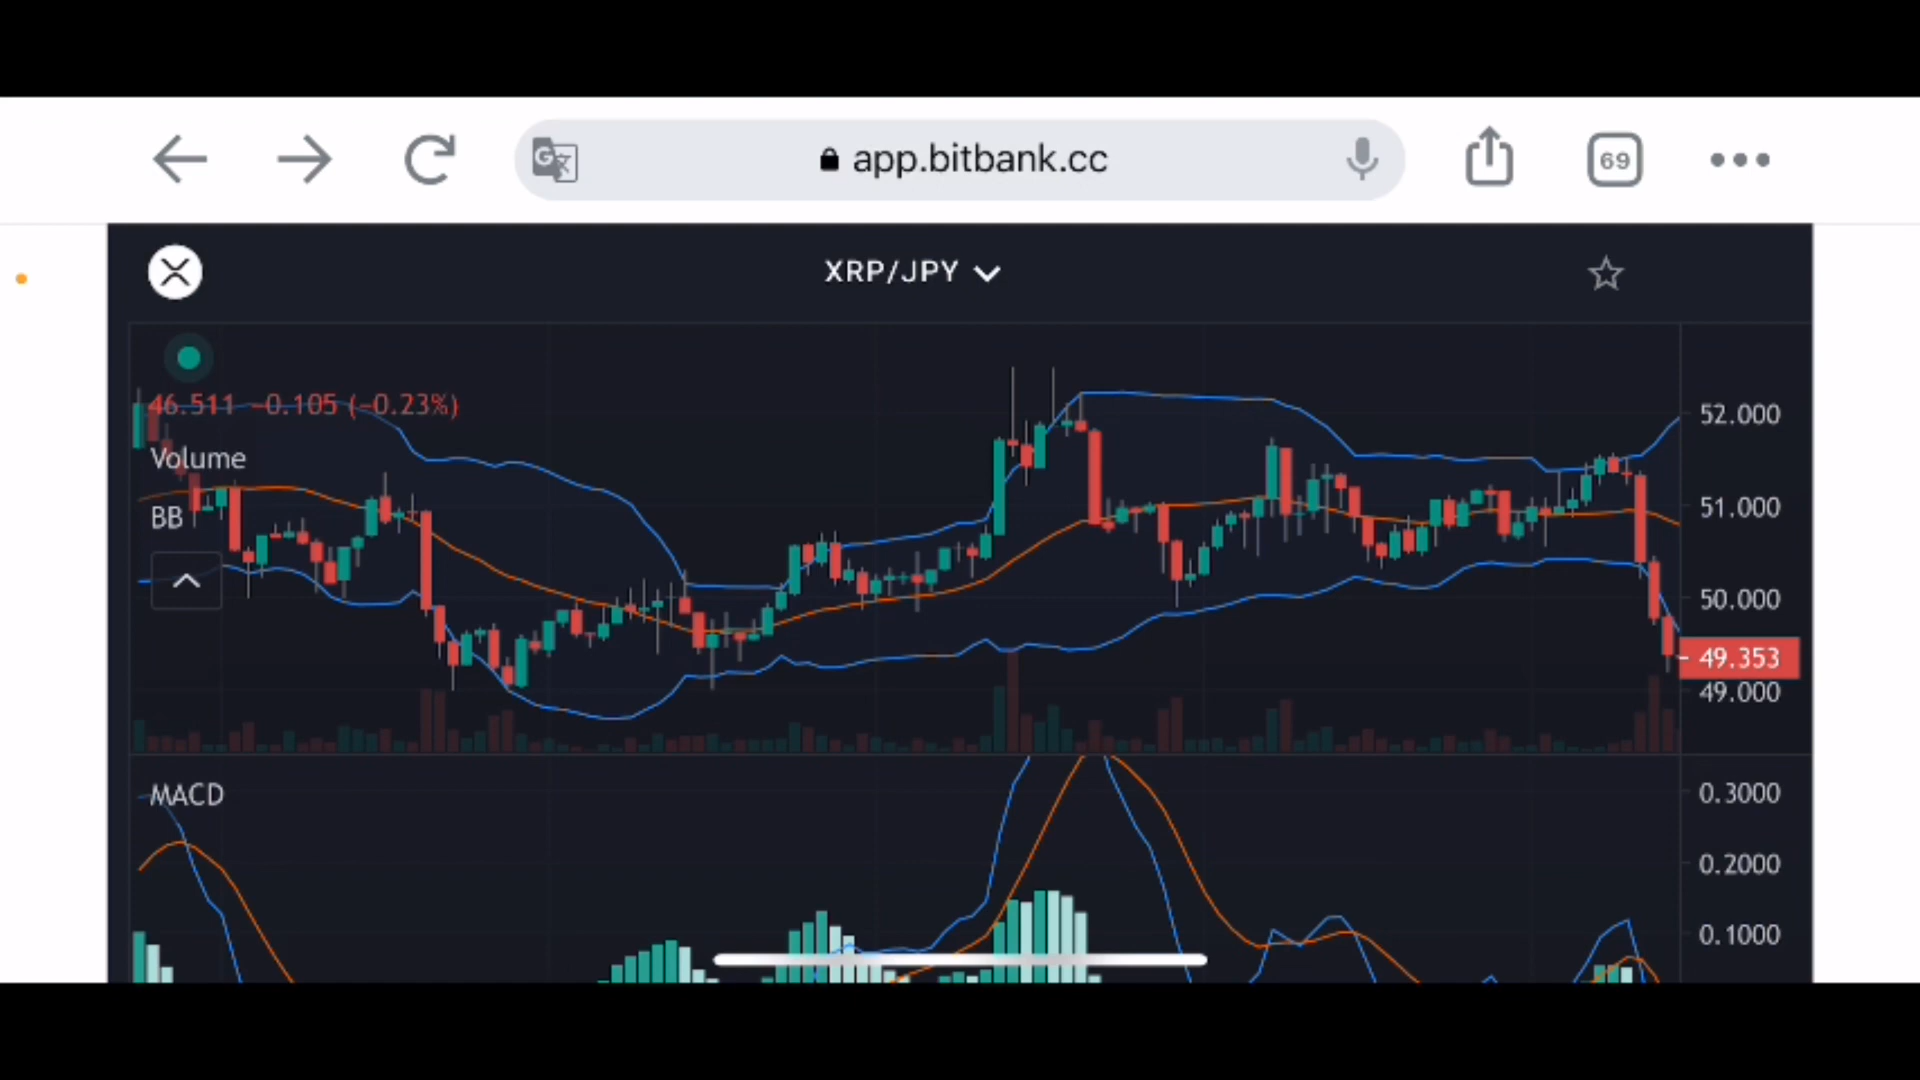 app.bitbank.cc
69
XRP/JPY
46.511 −0.105 (−0.23%)
Volume
BB
52.000
51.000
50.000
49.353
49.000
MACD
0.3000
0.2000
0.1000